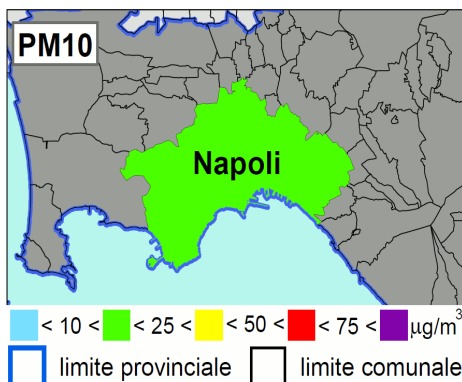 PM10
Napoli
< 10 < < 25 < < 50 < < 75 < μg/m³
limite provinciale limite comunale